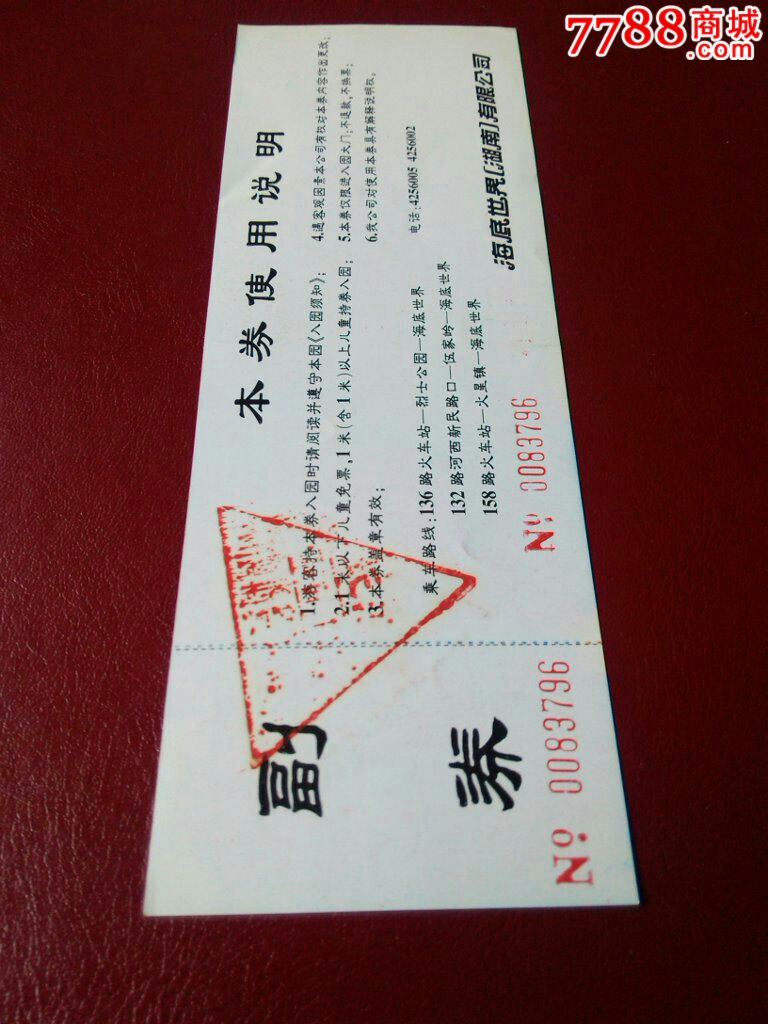 7788商城
.com
本券使用说明
1.游客持本券入园时请阅读并遵守本园《入园须知》;
2.1米以下儿童免票,1米(含1米)以上儿童持券入园;
3.本券盖章有效;
4.遇客观因素本公司有权对本券内容作出更改;
5.本券仅限进入园大门;不退款,不换票;
6.我公司对使用本券具有解释说明权。
乘车路线:136路火车站—烈士公园—海底世界
132路河西新民路口—伍家岭—海底世界
158路火车站—火星镇—海底世界
电话:4256005 4256002
海底世界[湖南]有限公司
Nº 0083796
副券
Nº 0083796